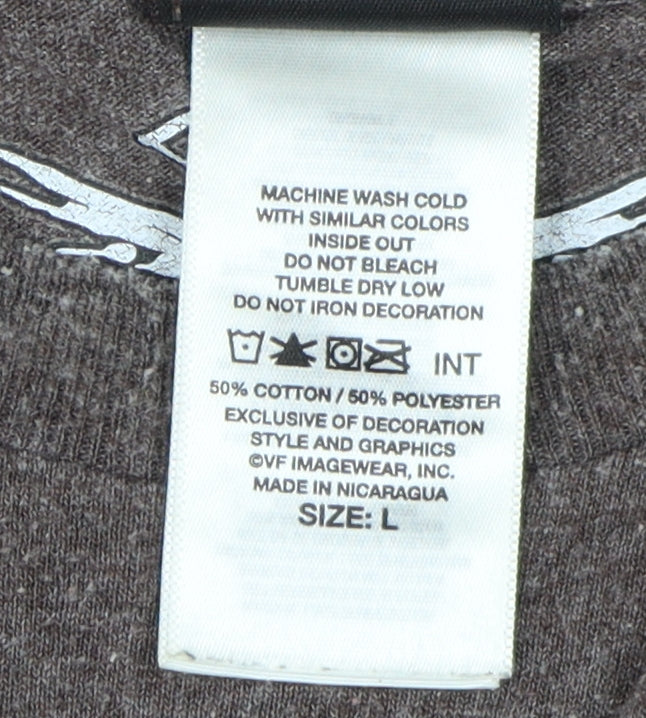 MACHINE WASH COLD
WITH SIMILAR COLORS
INSIDE OUT
DO NOT BLEACH
TUMBLE DRY LOW
DO NOT IRON DECORATION
INT
50% COTTON / 50% POLYESTER
EXCLUSIVE OF DECORATION
STYLE AND GRAPHICS
©VF IMAGEWEAR, INC.
MADE IN NICARAGUA
SIZE: L